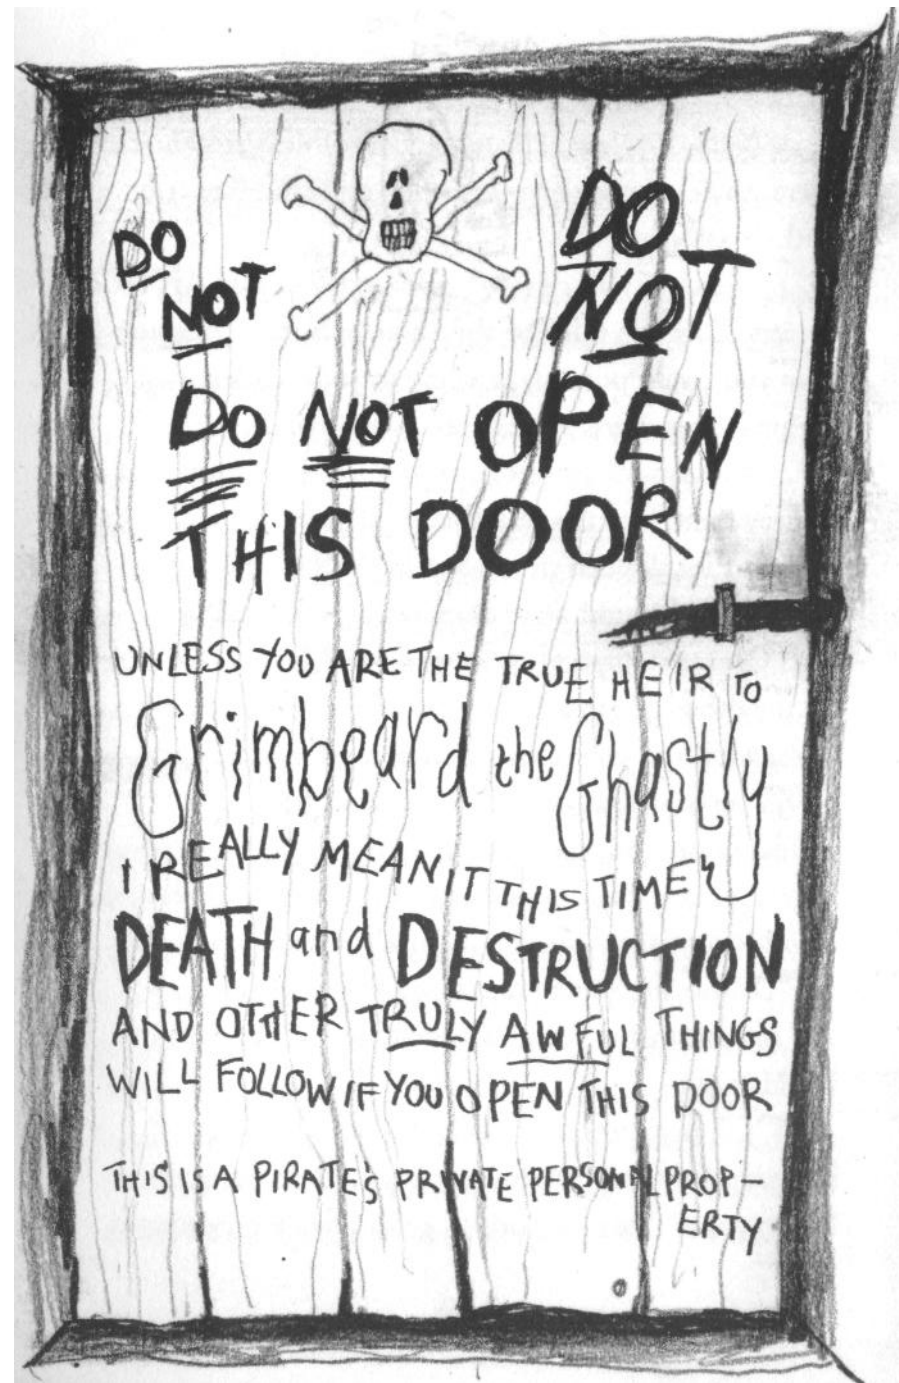 DO
NOT
DO
NOT
DO NOT OPEN
THIS DOOR
UNLESS YOU ARE THE TRUE HEIR TO
Grimbeard the Ghastly
I REALLY MEAN IT THIS TIME
DEATH and DESTRUCTION
AND OTHER TRULY AWFUL THINGS
WILL FOLLOW IF YOU OPEN THIS DOOR
THIS IS A PIRATE'S PRIVATE PERSONAL PROP-
ERTY